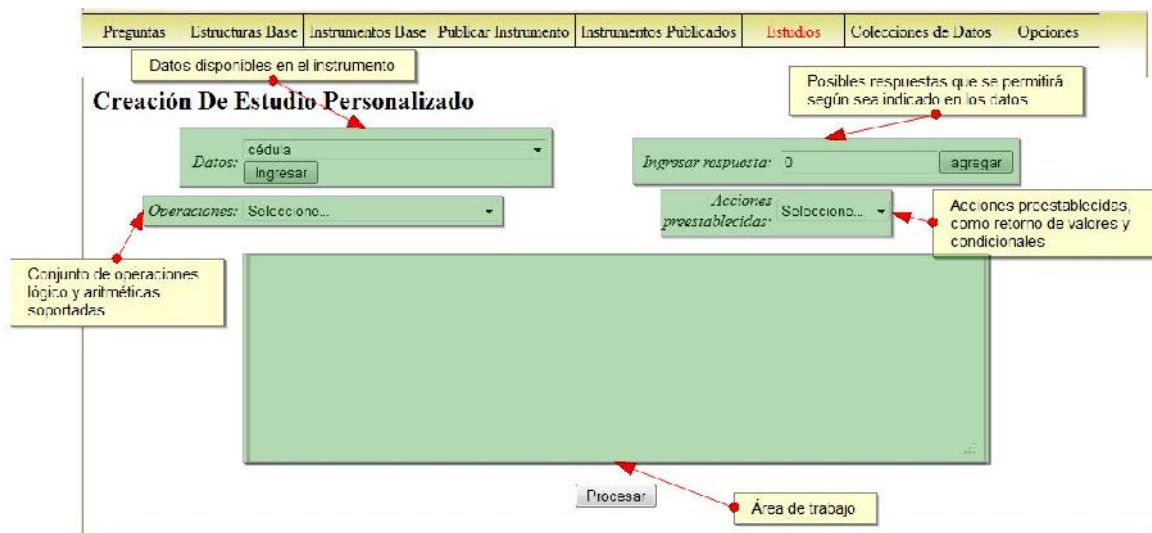 Preguntas Estructuras Base Instrumentos Base Publicar Instrumento Instrumentos Publicados Estudios Colecciones de Datos Opciones
Datos disponibles en el instrumento
Posibles respuestas que se permitirá
según sea indicado en los datos
Creación De Estudio Personalizado
Datos: cédula
Ingresar
Ingresar respuesta: 0 agregar
Operaciones: Seleccione...
Acciones
preestablecidas: Seleccione...
Acciones preestablecidas,
como retorno de valores y
condicionales
Conjunto de operaciones
lógico y aritméticas
soportadas
Procesar
Área de trabajo